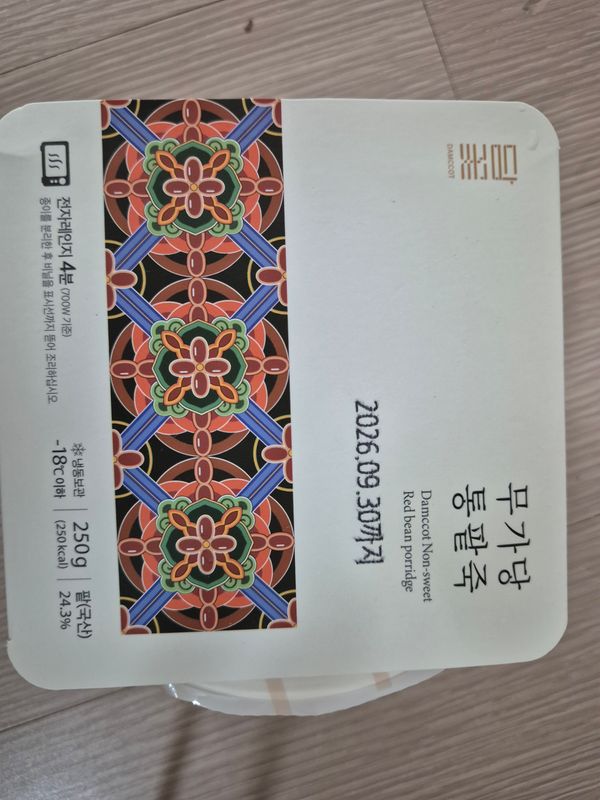 담꽃
DAMCCOT
무가당
통팥죽
Damccot Non-sweet
Red bean porridge
2026.09.30까지
전자레인지 4분 (700W 기준)
종이를 분리한 후 비닐을 표시선까지 뜯어 조리하십시오.
냉동보관
-18℃이하
250g
(250 kcal)
팥(국산)
24.3%